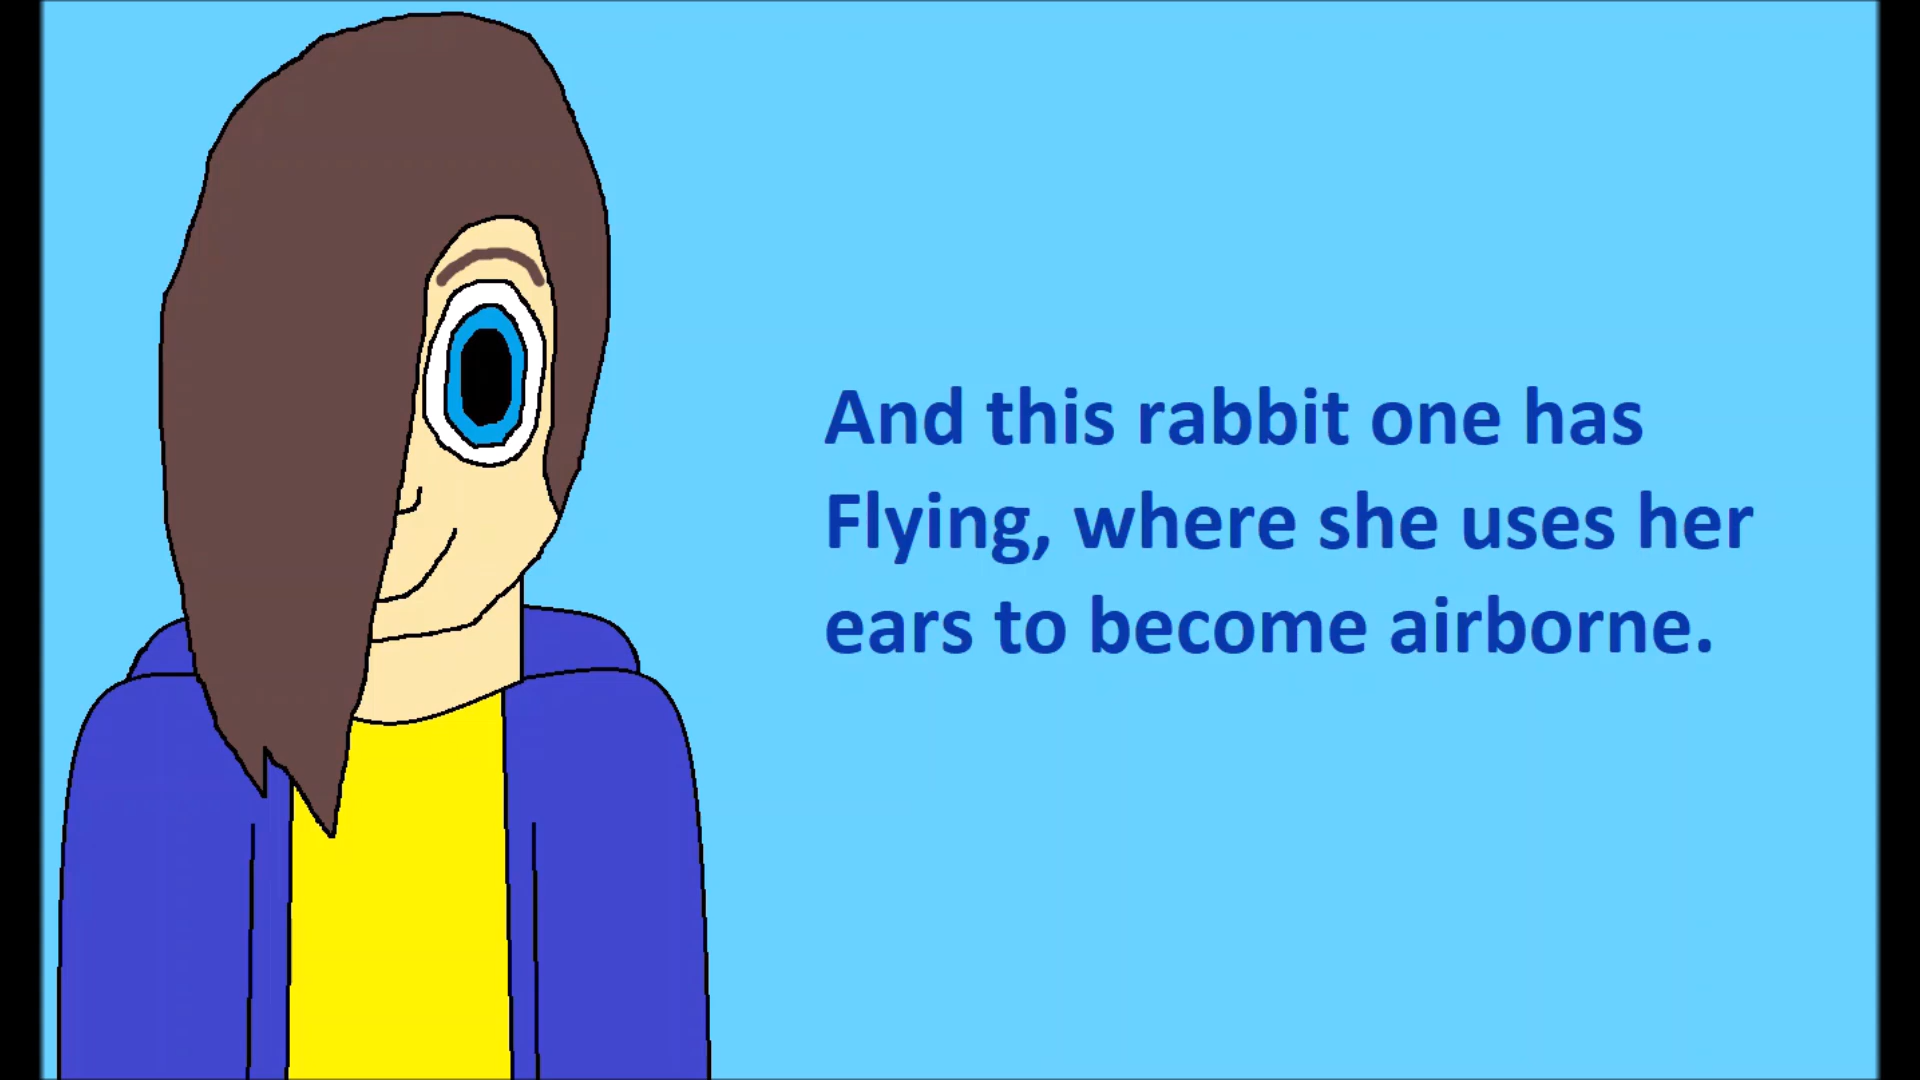 And this rabbit one has
Flying, where she uses her
ears to become airborne.